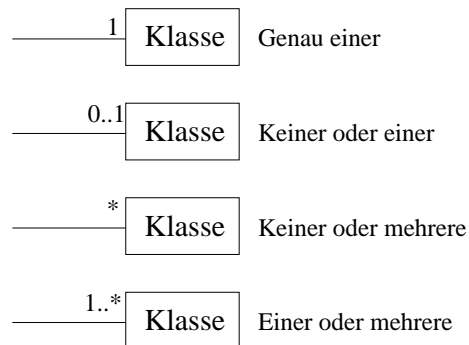 1 Klasse Genau einer
0..1 Klasse Keiner oder einer
* Klasse Keiner oder mehrere
1..* Klasse Einer oder mehrere